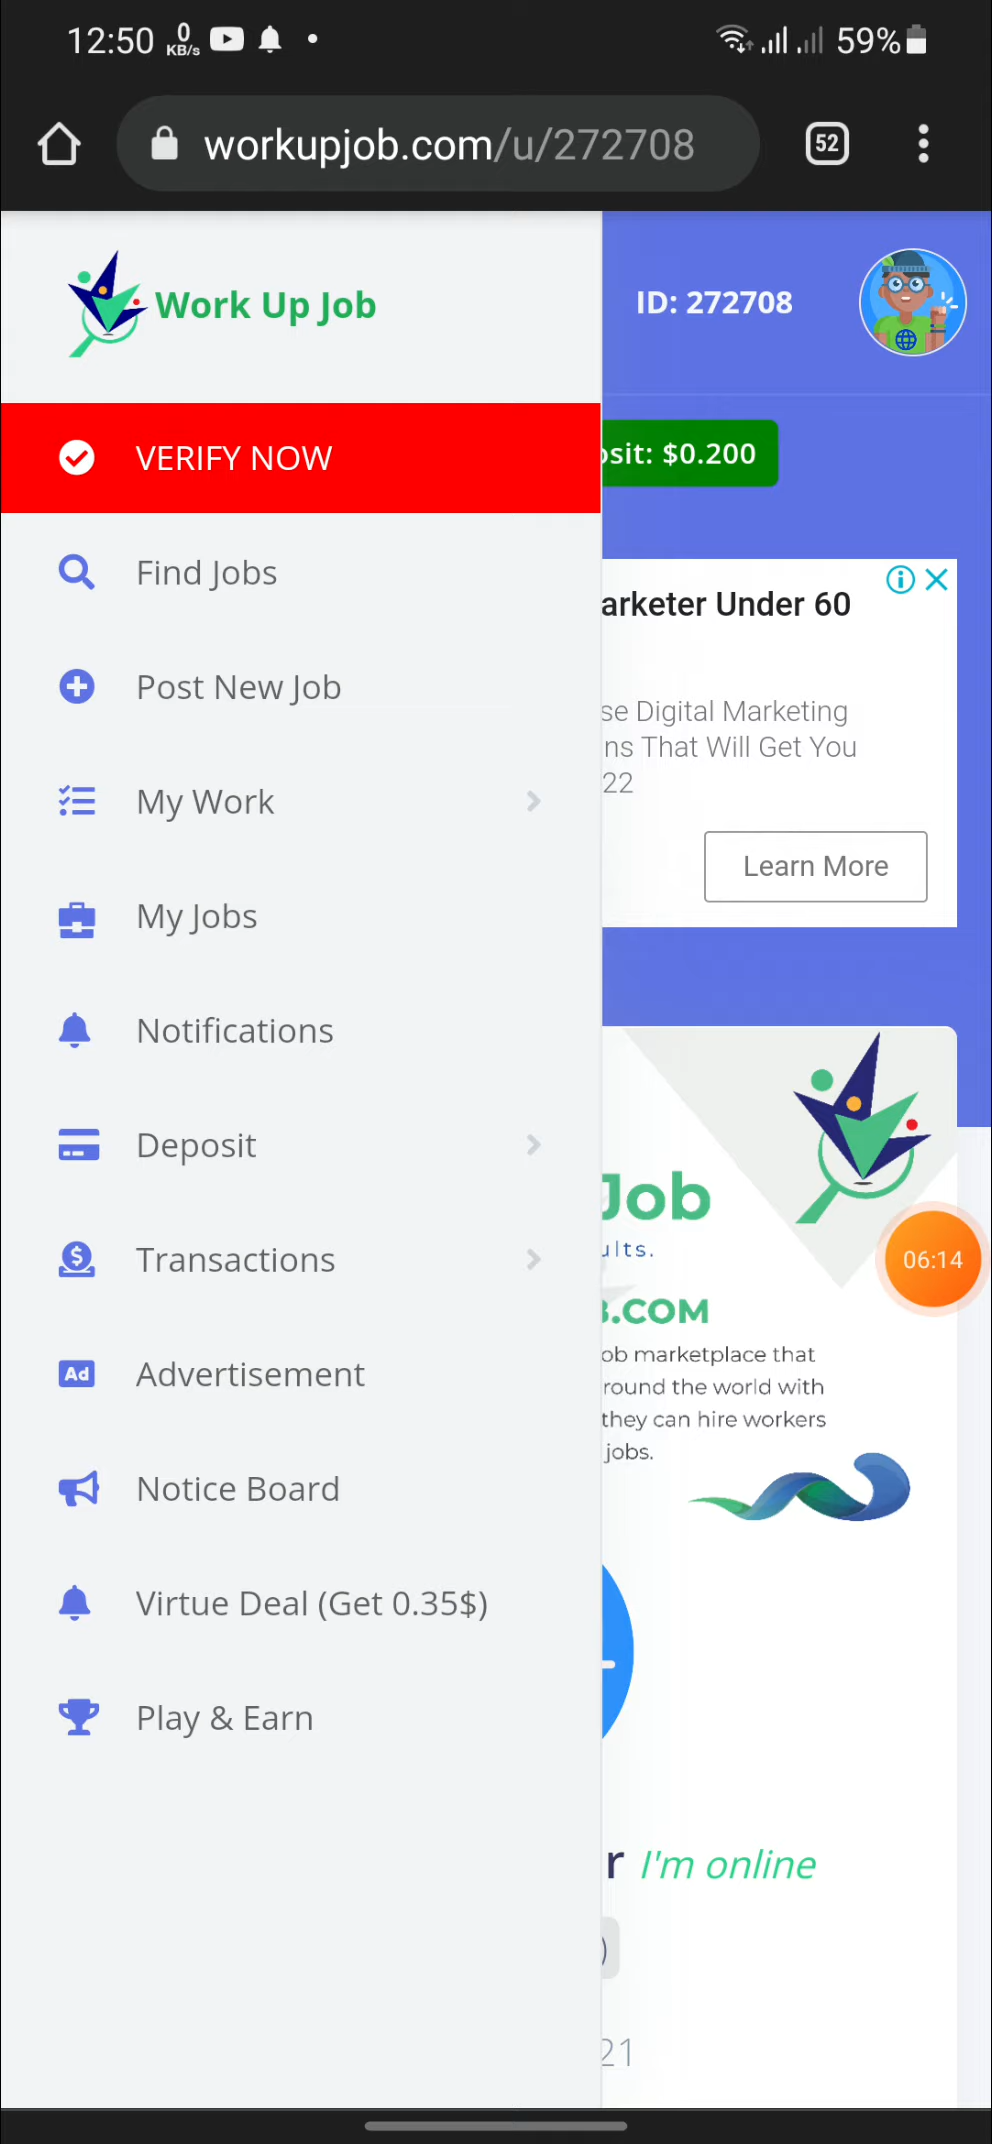 12:50 0 KB/s 59%
workupjob.com/u/272708 52
Work Up Job
ID: 272708
VERIFY NOW
sit: $0.200
Find Jobs
arketer Under 60
Post New Job
se Digital Marketing
ns That Will Get You
22
My Work
Learn More
My Jobs
Notifications
Deposit
Job
ults.
Transactions
06:14
.COM
ob marketplace that
Ad Advertisement
round the world with
they can hire workers
jobs.
Notice Board
Virtue Deal (Get 0.35$)
Play & Earn
r I'm online
)
21